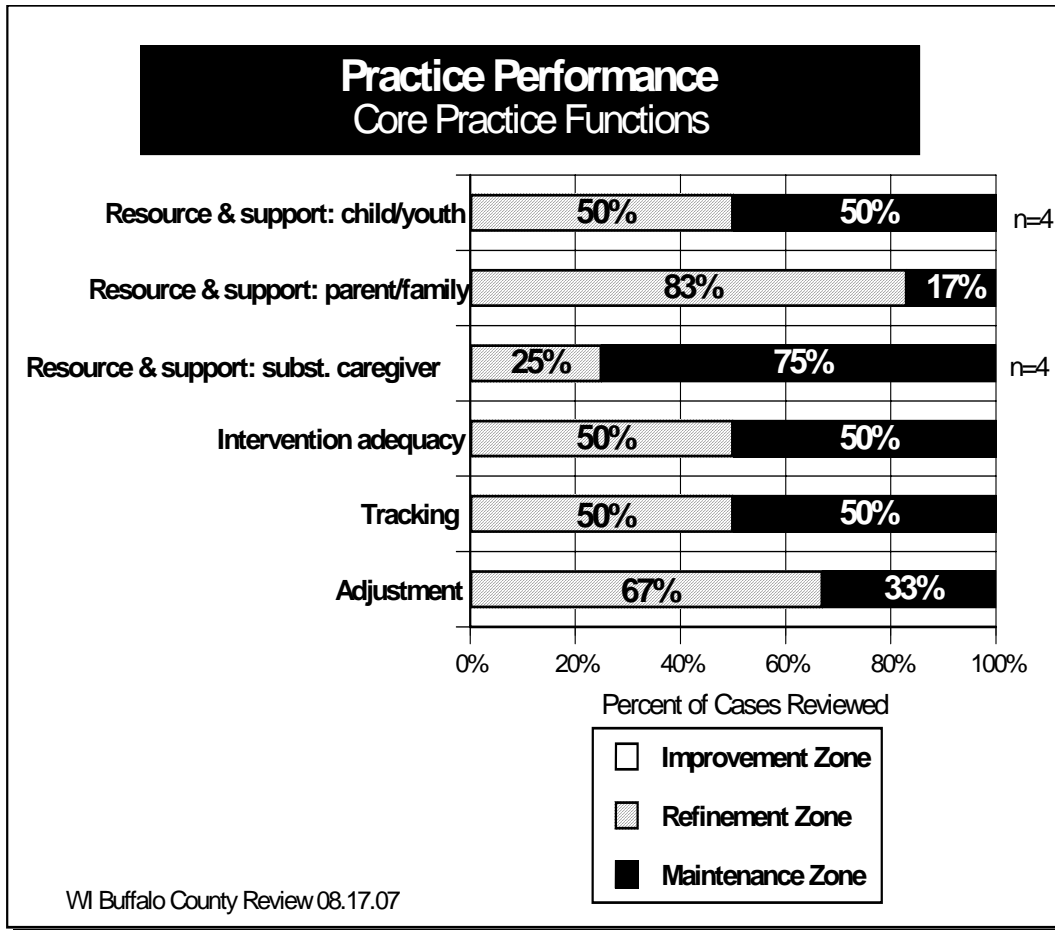 Practice Performance
Core Practice Functions
Resource & support: child/youth 50% 50% n=4
Resource & support: parent/family 83% 17%
Resource & support: subst. caregiver 25% 75% n=4
Intervention adequacy 50% 50%
Tracking 50% 50%
Adjustment 67% 33%
0% 20% 40% 60% 80% 100%
Percent of Cases Reviewed
Improvement Zone
Refinement Zone
Maintenance Zone
WI Buffalo County Review 08.17.07